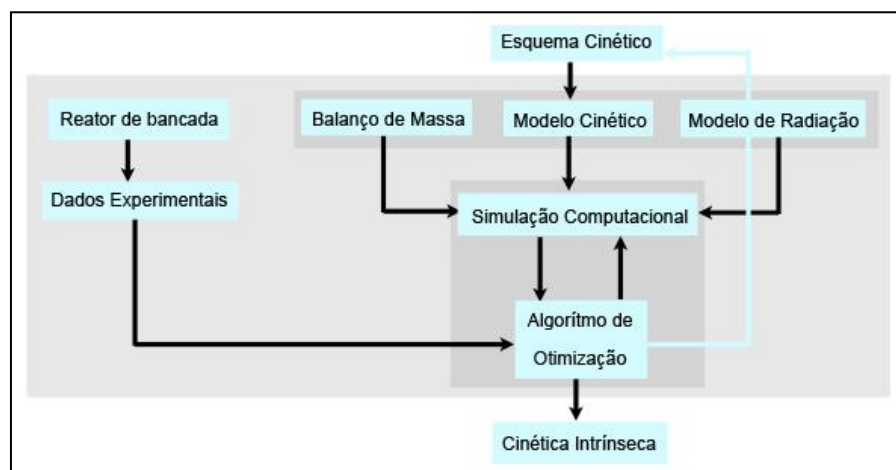 Esquema Cinético
Reator de bancada
Balanço de Massa
Modelo Cinético
Modelo de Radiação
Dados Experimentais
Simulação Computacional
Algorítmo de
Otimização
Cinética Intrínseca